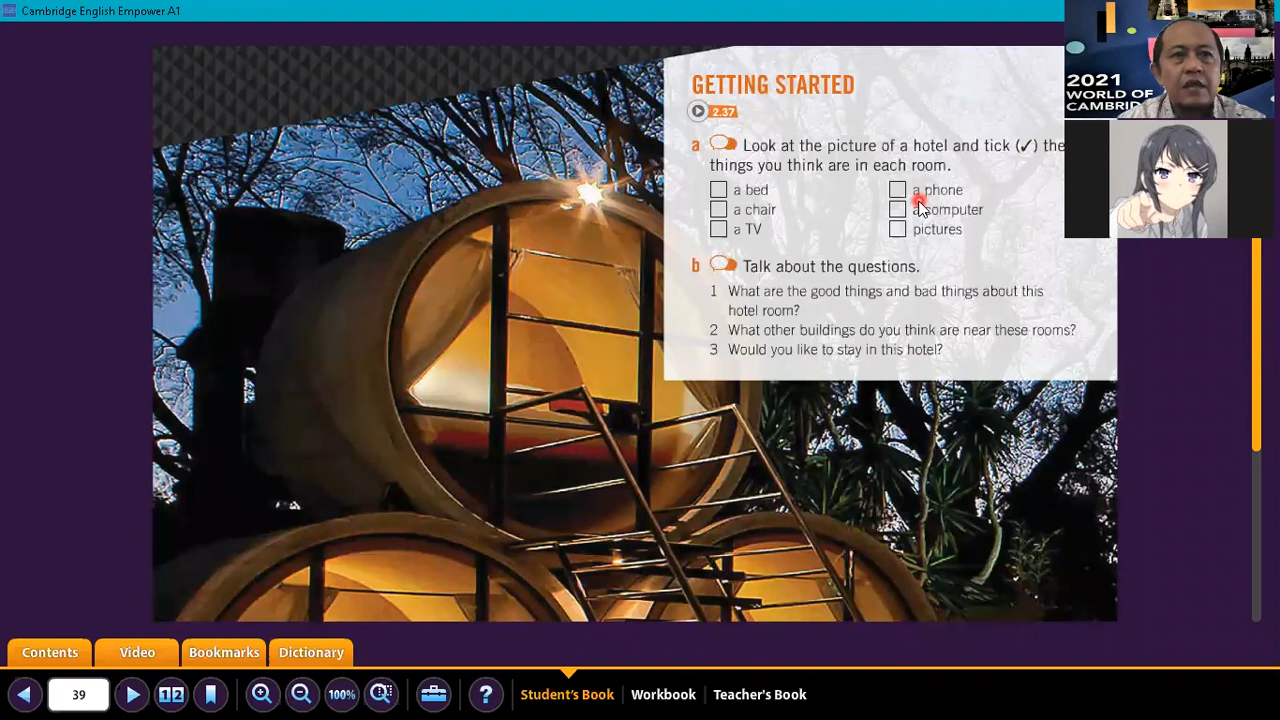 Cambridge English Empower A1
2021
WORLD OF
CAMBRID
GETTING STARTED
2.37
a Look at the picture of a hotel and tick (✓) the
things you think are in each room.
a bed
a chair
a TV
a phone
a computer
pictures
b Talk about the questions.
1 What are the good things and bad things about this
hotel room?
2 What other buildings do you think are near these rooms?
3 Would you like to stay in this hotel?
Contents Video Bookmarks Dictionary
39 12 100% ? Student's Book Workbook Teacher's Book